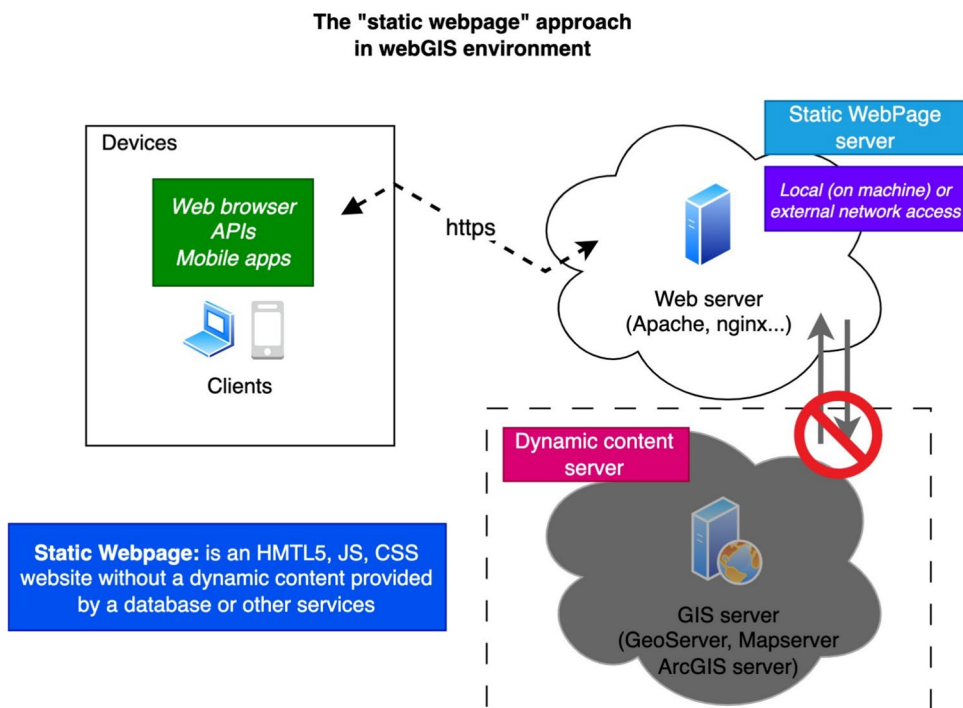 The "static webpage" approach
in webGIS environment
Devices
Web browser
APIs
Mobile apps
Clients
https
Static WebPage
server
Local (on machine) or
external network access
Web server
(Apache, nginx...)
Dynamic content
server
GIS server
(GeoServer, Mapserver
ArcGIS server)
Static Webpage: is an HMTL5, JS, CSS
website without a dynamic content provided
by a database or other services